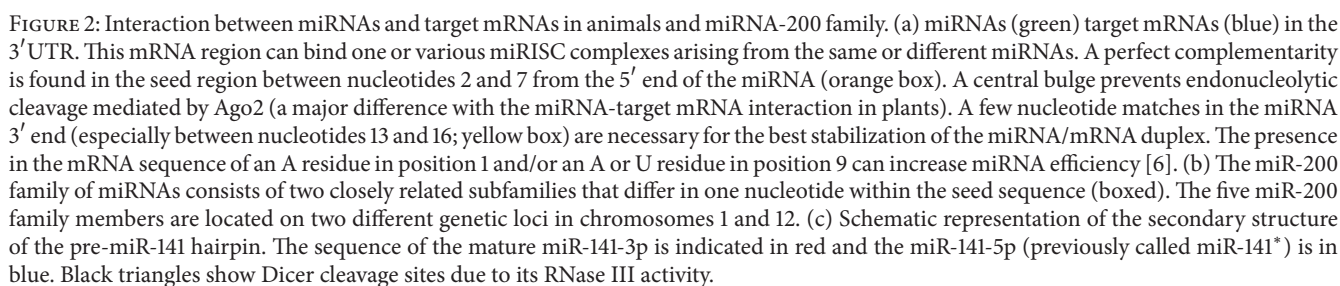 FIGURE 2: Interaction between miRNAs and target mRNAs in animals and miRNA-200 family. (a) miRNAs (green) target mRNAs (blue) in the
3′UTR. This mRNA region can bind one or various miRISC complexes arising from the same or different miRNAs. A perfect complementarity
is found in the seed region between nucleotides 2 and 7 from the 5′ end of the miRNA (orange box). A central bulge prevents endonucleolytic
cleavage mediated by Ago2 (a major difference with the miRNA-target mRNA interaction in plants). A few nucleotide matches in the miRNA
3′ end (especially between nucleotides 13 and 16; yellow box) are necessary for the best stabilization of the miRNA/mRNA duplex. The presence
in the mRNA sequence of an A residue in position 1 and/or an A or U residue in position 9 can increase miRNA efficiency [6]. (b) The miR-200
family of miRNAs consists of two closely related subfamilies that differ in one nucleotide within the seed sequence (boxed). The five miR-200
family members are located on two different genetic loci in chromosomes 1 and 12. (c) Schematic representation of the secondary structure
of the pre-miR-141 hairpin. The sequence of the mature miR-141-3p is indicated in red and the miR-141-5p (previously called miR-141*) is in
blue. Black triangles show Dicer cleavage sites due to its RNase III activity.